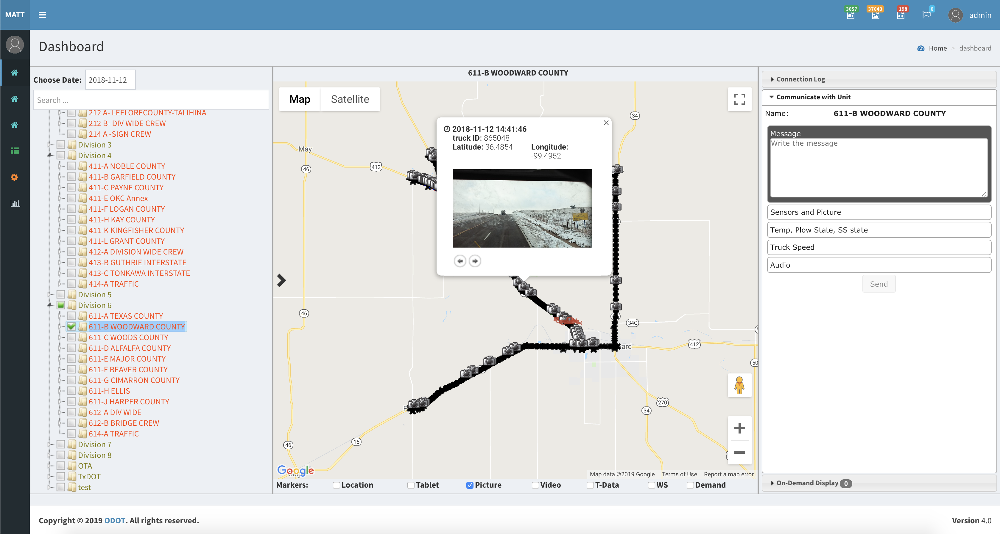 MATT
3057
37643
198
0
admin
Dashboard
Home > dashboard
Choose Date: 2018-11-12
Search ...
212 A- LEFLORECOUNTY-TALIHINA
212 B- DIV WIDE CREW
214 A -SIGN CREW
Division 3
Division 4
411-A NOBLE COUNTY
411-B GARFIELD COUNTY
411-C PAYNE COUNTY
411-E OKC Annex
411-F LOGAN COUNTY
411-H KAY COUNTY
411-K KINGFISHER COUNTY
411-L GRANT COUNTY
412-A DIVISION WIDE CREW
413-B GUTHRIE INTERSTATE
413-C TONKAWA INTERSTATE
414-A TRAFFIC
Division 5
Division 6
611-A TEXAS COUNTY
611-B WOODWARD COUNTY
611-C WOODS COUNTY
611-D ALFALFA COUNTY
611-E MAJOR COUNTY
611-F BEAVER COUNTY
611-G CIMARRON COUNTY
611-H ELLIS
611-J HARPER COUNTY
612-A DIV WIDE
612-B BRIDGE CREW
614-A TRAFFIC
Division 7
Division 8
OTA
TxDOT
test
611-B WOODWARD COUNTY
Map
Satellite
34
May
46
412
2018-11-12 14:41:46
truck ID: 865048
Latitude: 36.4854
Longitude:
-99.4952
46
34C
412
ard
50
270
34
F
15
46
Google
Map data ©2019 Google
Terms of Use
Report a map error
Markers:
Location
Tablet
Picture
Video
T-Data
WS
Demand
Connection Log
Communicate with Unit
Name: 611-B WOODWARD COUNTY
Message
Write the message
Sensors and Picture
Temp, Plow State, SS state
Truck Speed
Audio
Send
On-Demand Display 0
Copyright © 2019 ODOT. All rights reserved.
Version 4.0